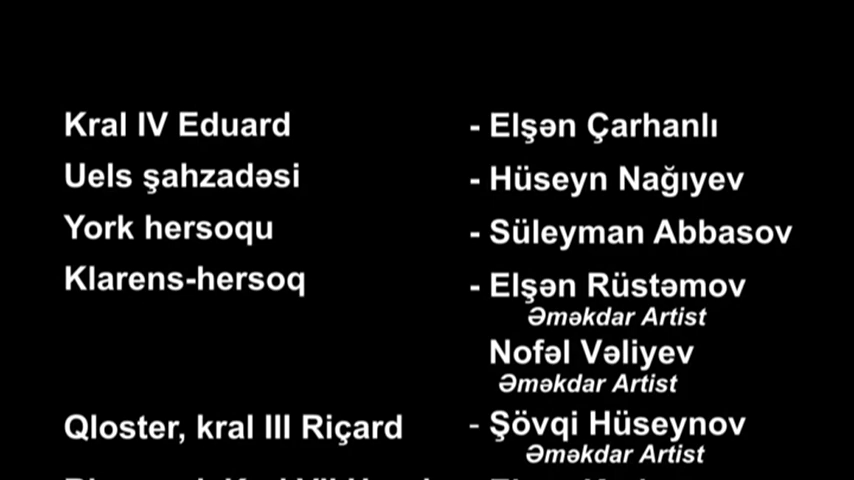 Kral IV Eduard - Elşən Çarhanlı
Uels şahzadəsi - Hüseyn Nağıyev
York hersoqu - Süleyman Abbasov
Klarens-hersoq - Elşən Rüstəmov
Əməkdar Artist
Nofəl Vəliyev
Əməkdar Artist
Qloster, kral III Riçard - Şövqi Hüseynov
Əməkdar Artist